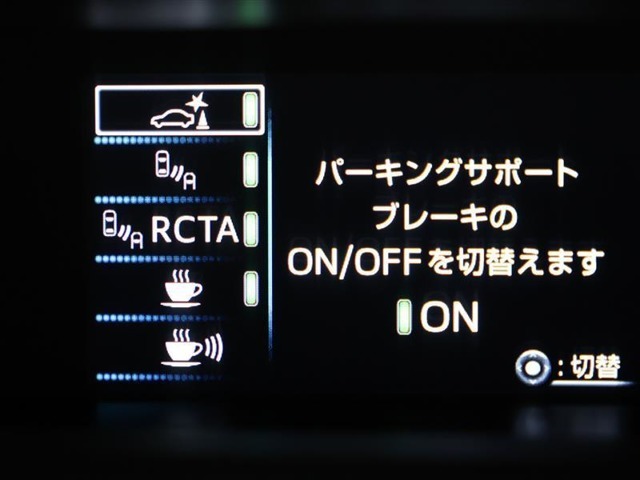 RCTA
パーキングサポート
ブレーキの
ON/OFFを切替えます
ON
:切替